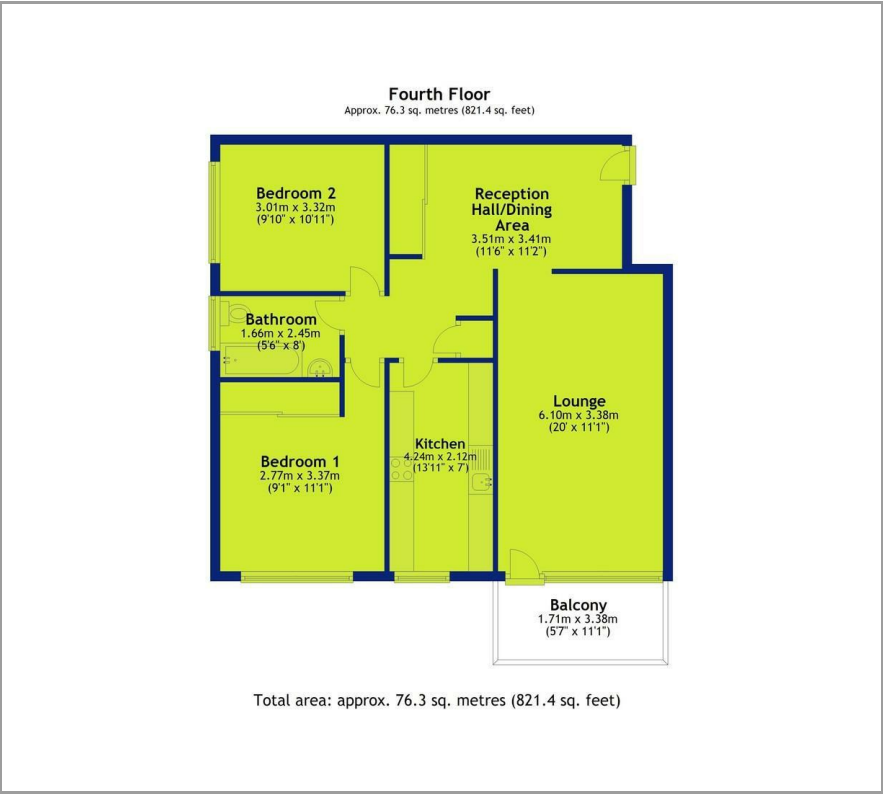 Fourth Floor
Approx. 76.3 sq. metres (821.4 sq. feet)
Bedroom 2
3.01m x 3.32m
(9'10" x 10'11")
Reception
Hall/Dining
Area
3.51m x 3.41m
(11'6" x 11'2")
Bathroom
1.66m x 2.45m
(5'6" x 8')
Lounge
6.10m x 3.38m
(20' x 11'1")
Kitchen
4.24m x 2.12m
(13'11" x 7')
Bedroom 1
2.77m x 3.37m
(9'1" x 11'1")
Balcony
1.71m x 3.38m
(5'7" x 11'1")
Total area: approx. 76.3 sq. metres (821.4 sq. feet)